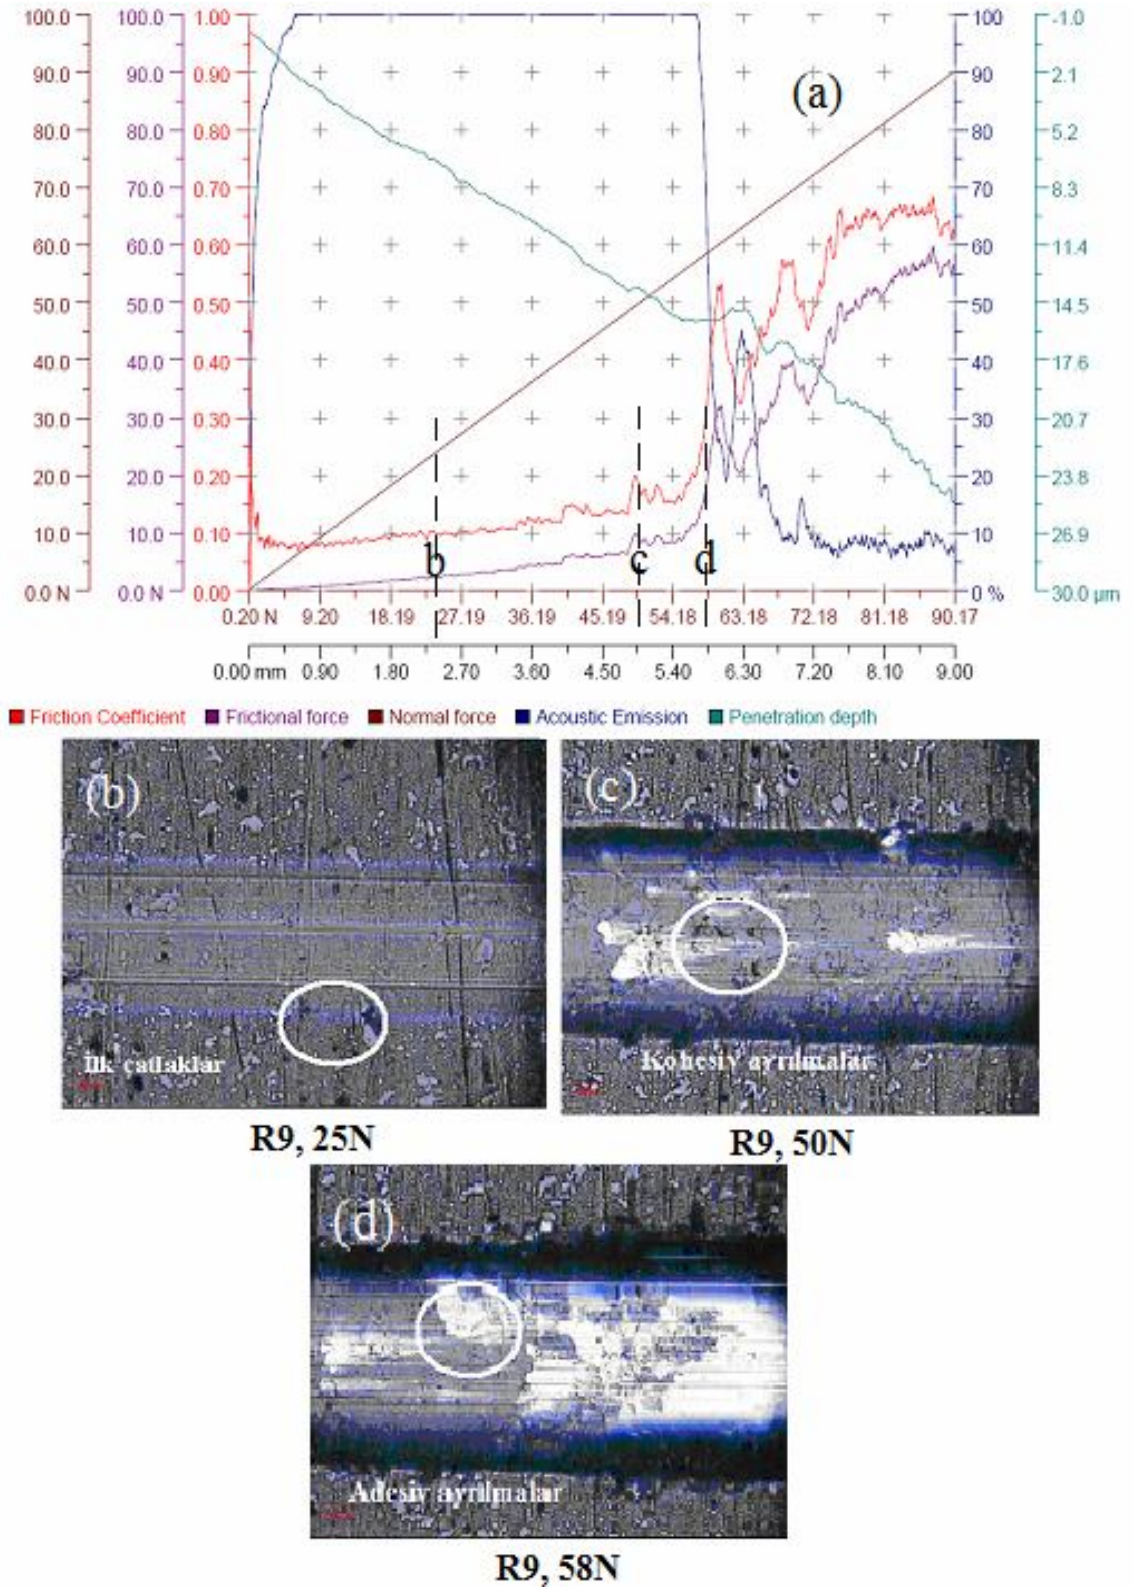 100.0 100.0 1.00 100 -1.0
90.0 90.0 0.90 (a) 90 2.1
80.0 80.0 0.80 80 5.2
70.0 70.0 0.70 70 8.3
60.0 60.0 0.60 60 11.4
50.0 50.0 0.50 50 14.5
40.0 40.0 0.40 40 17.6
30.0 30.0 0.30 30 20.7
20.0 20.0 0.20 20 23.8
10.0 10.0 0.10 10 26.9
b c d
0.0 N 0.0 N 0.00 0 % 30.0 µm
0.20 N 9.20 18.19 27.19 36.19 45.19 54.18 63.18 72.18 81.18 90.17
0.00 mm 0.90 1.80 2.70 3.60 4.50 5.40 6.30 7.20 8.10 9.00
Friction Coefficient Frictional force Normal force Acoustic Emission Penetration depth
(b) (c)
İlk çatlaklar Kohesiv ayrılmalar
R9, 25N R9, 50N
(d)
Adesiv ayrılmalar
R9, 58N